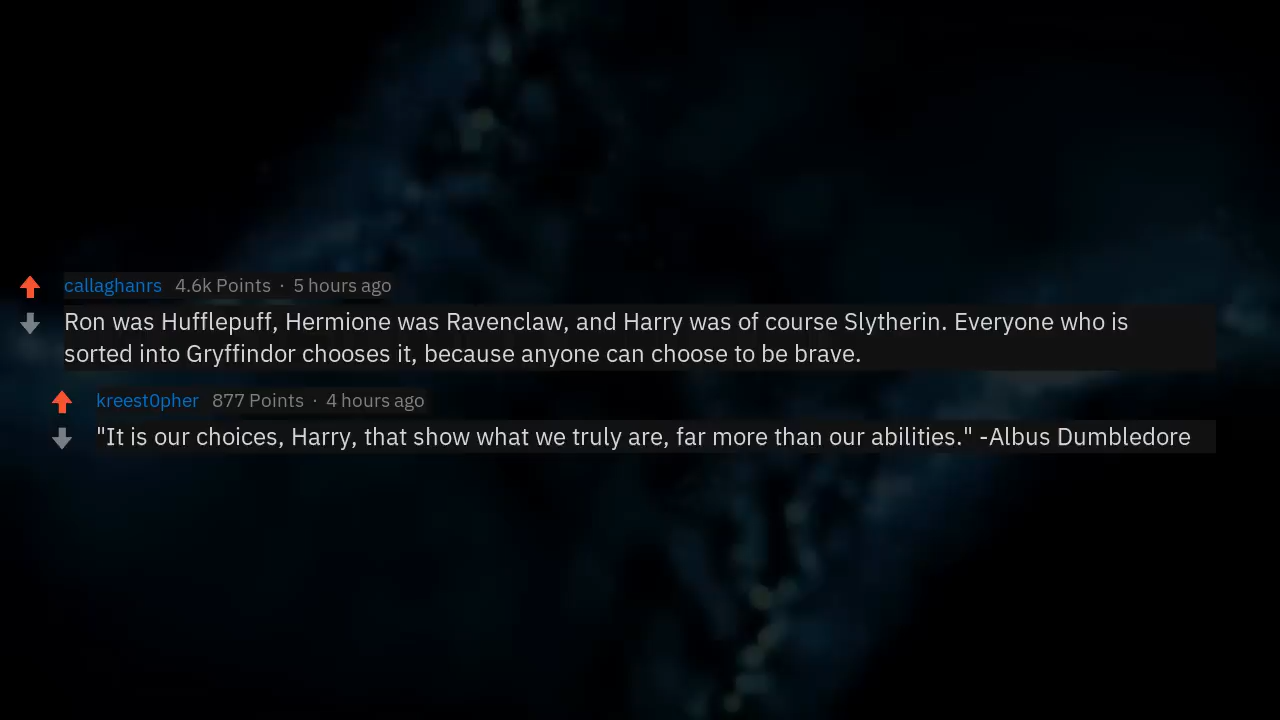 callaghanrs 4.6k Points · 5 hours ago
Ron was Hufflepuff, Hermione was Ravenclaw, and Harry was of course Slytherin. Everyone who is
sorted into Gryffindor chooses it, because anyone can choose to be brave.
kreest0pher 877 Points · 4 hours ago
"It is our choices, Harry, that show what we truly are, far more than our abilities." -Albus Dumbledore